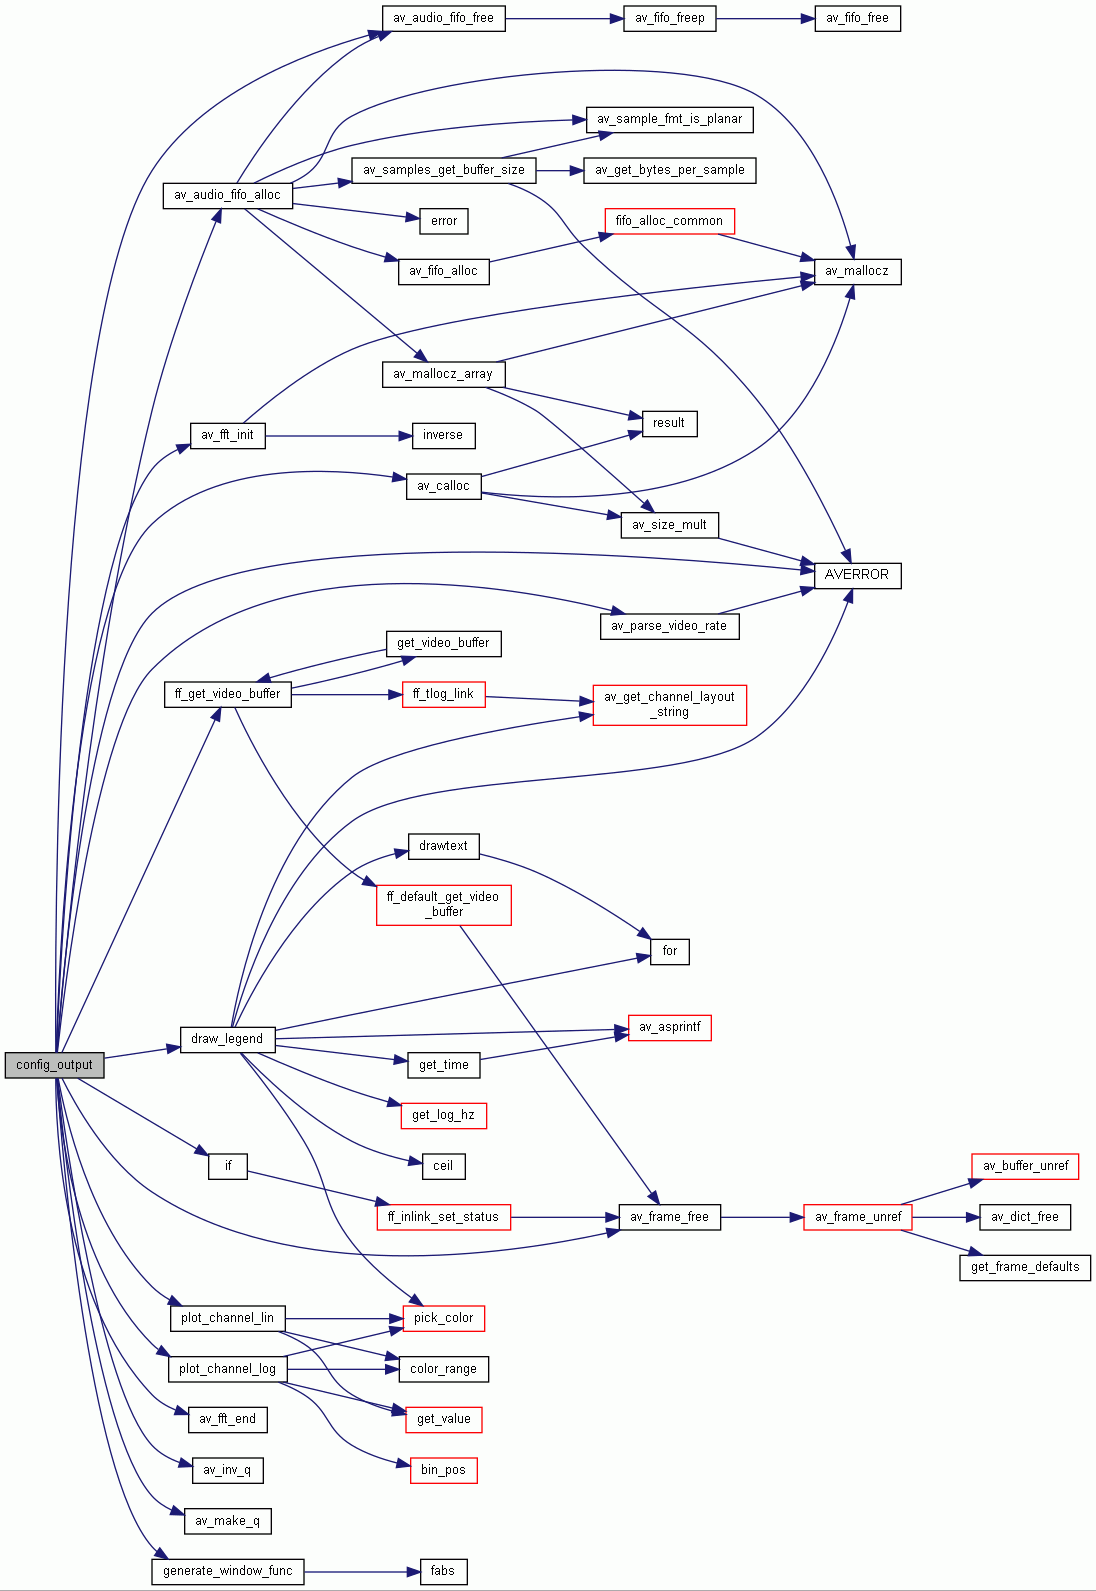 av_audio_fifo_free
av_fifo_freep
av_fifo_free
av_sample_fmt_is_planar
av_samples_get_buffer_size
av_get_bytes_per_sample
av_audio_fifo_alloc
error
fifo_alloc_common
av_fifo_alloc
av_mallocz
av_mallocz_array
result
av_fft_init
inverse
av_calloc
av_size_mult
AVERROR
av_parse_video_rate
get_video_buffer
ff_get_video_buffer
ff_tlog_link
av_get_channel_layout
_string
drawtext
ff_default_get_video
_buffer
for
av_asprintf
draw_legend
get_time
config_output
get_log_hz
ceil
if
av_buffer_unref
ff_inlink_set_status
av_frame_free
av_frame_unref
av_dict_free
get_frame_defaults
plot_channel_lin
pick_color
plot_channel_log
color_range
av_fft_end
get_value
av_inv_q
bin_pos
av_make_q
generate_window_func
fabs